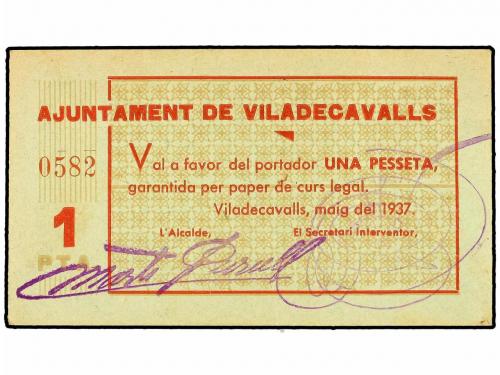 AJUNTAMENT DE VILADECAVALLS
0582
Val a favor del portador UNA PESSETA,
garantida per paper de curs legal.
Viladecavalls, maig del 1937.
L'Alcalde, El Secretari Interventor,
1
PTA